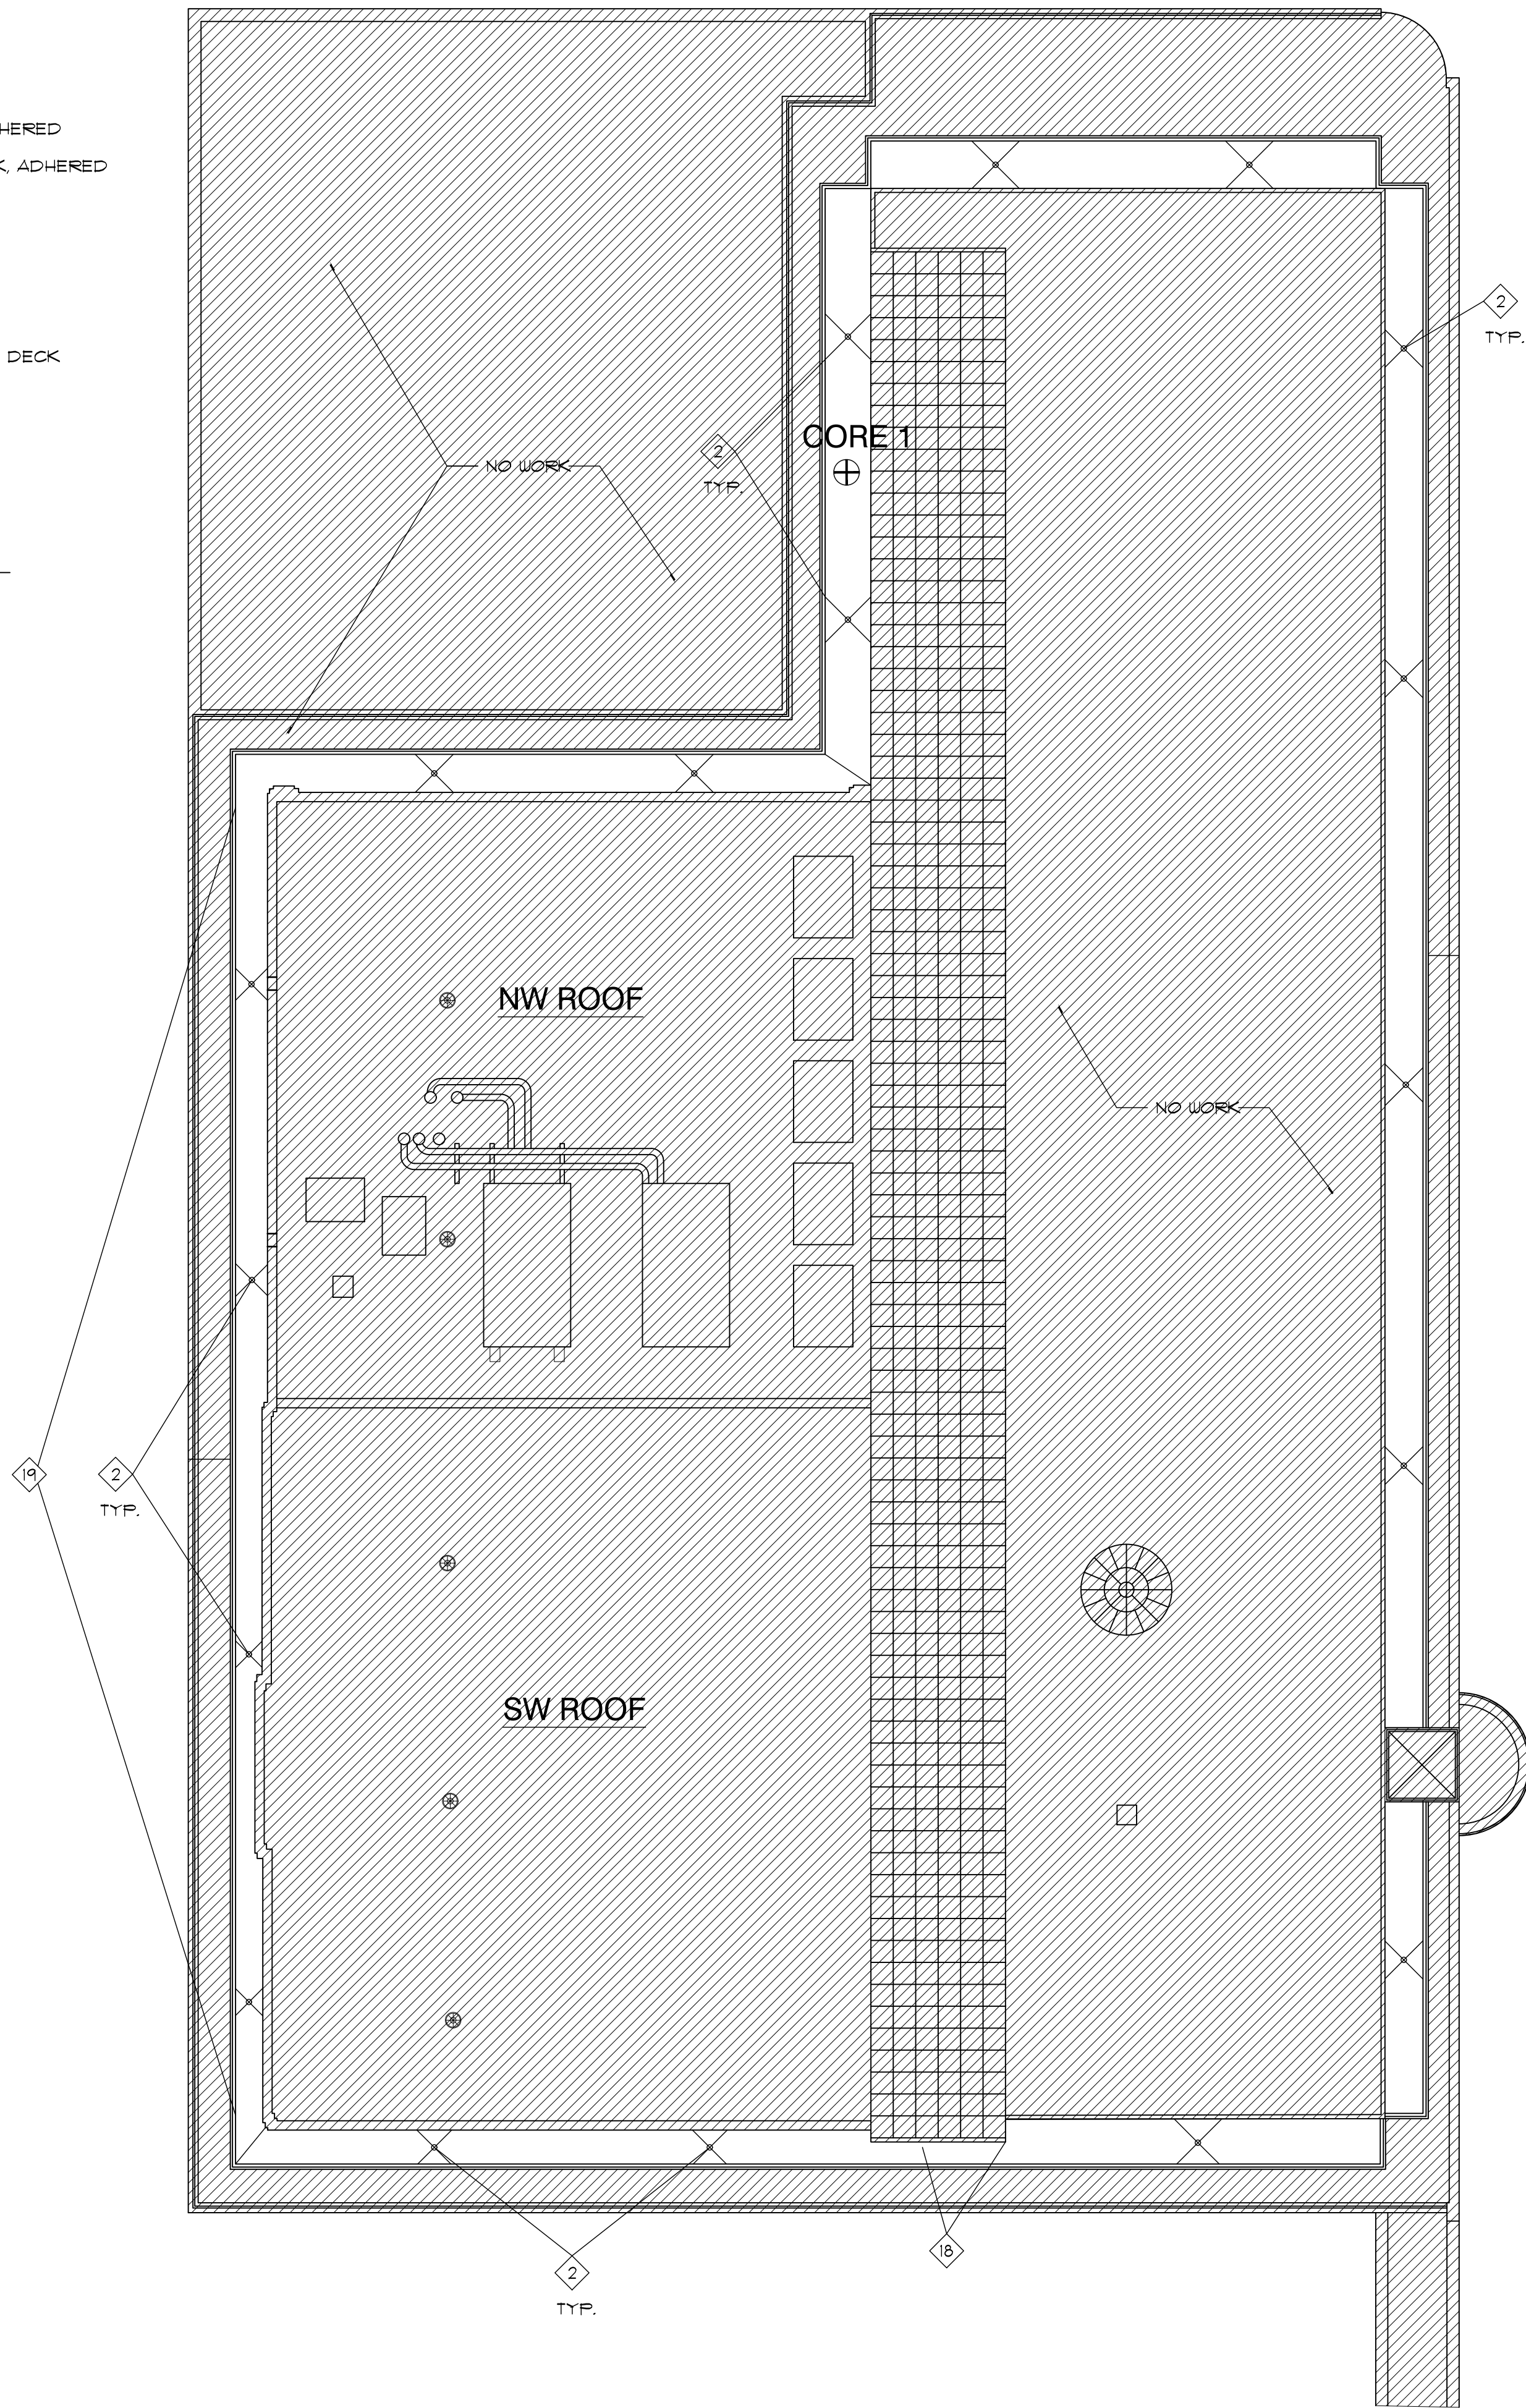 ADHERED
DECK
2
TYP.
CORE 1
2
TYP.
NO WORK
NW ROOF
NO WORK
19
2
TYP.
SW ROOF
18
2
TYP.